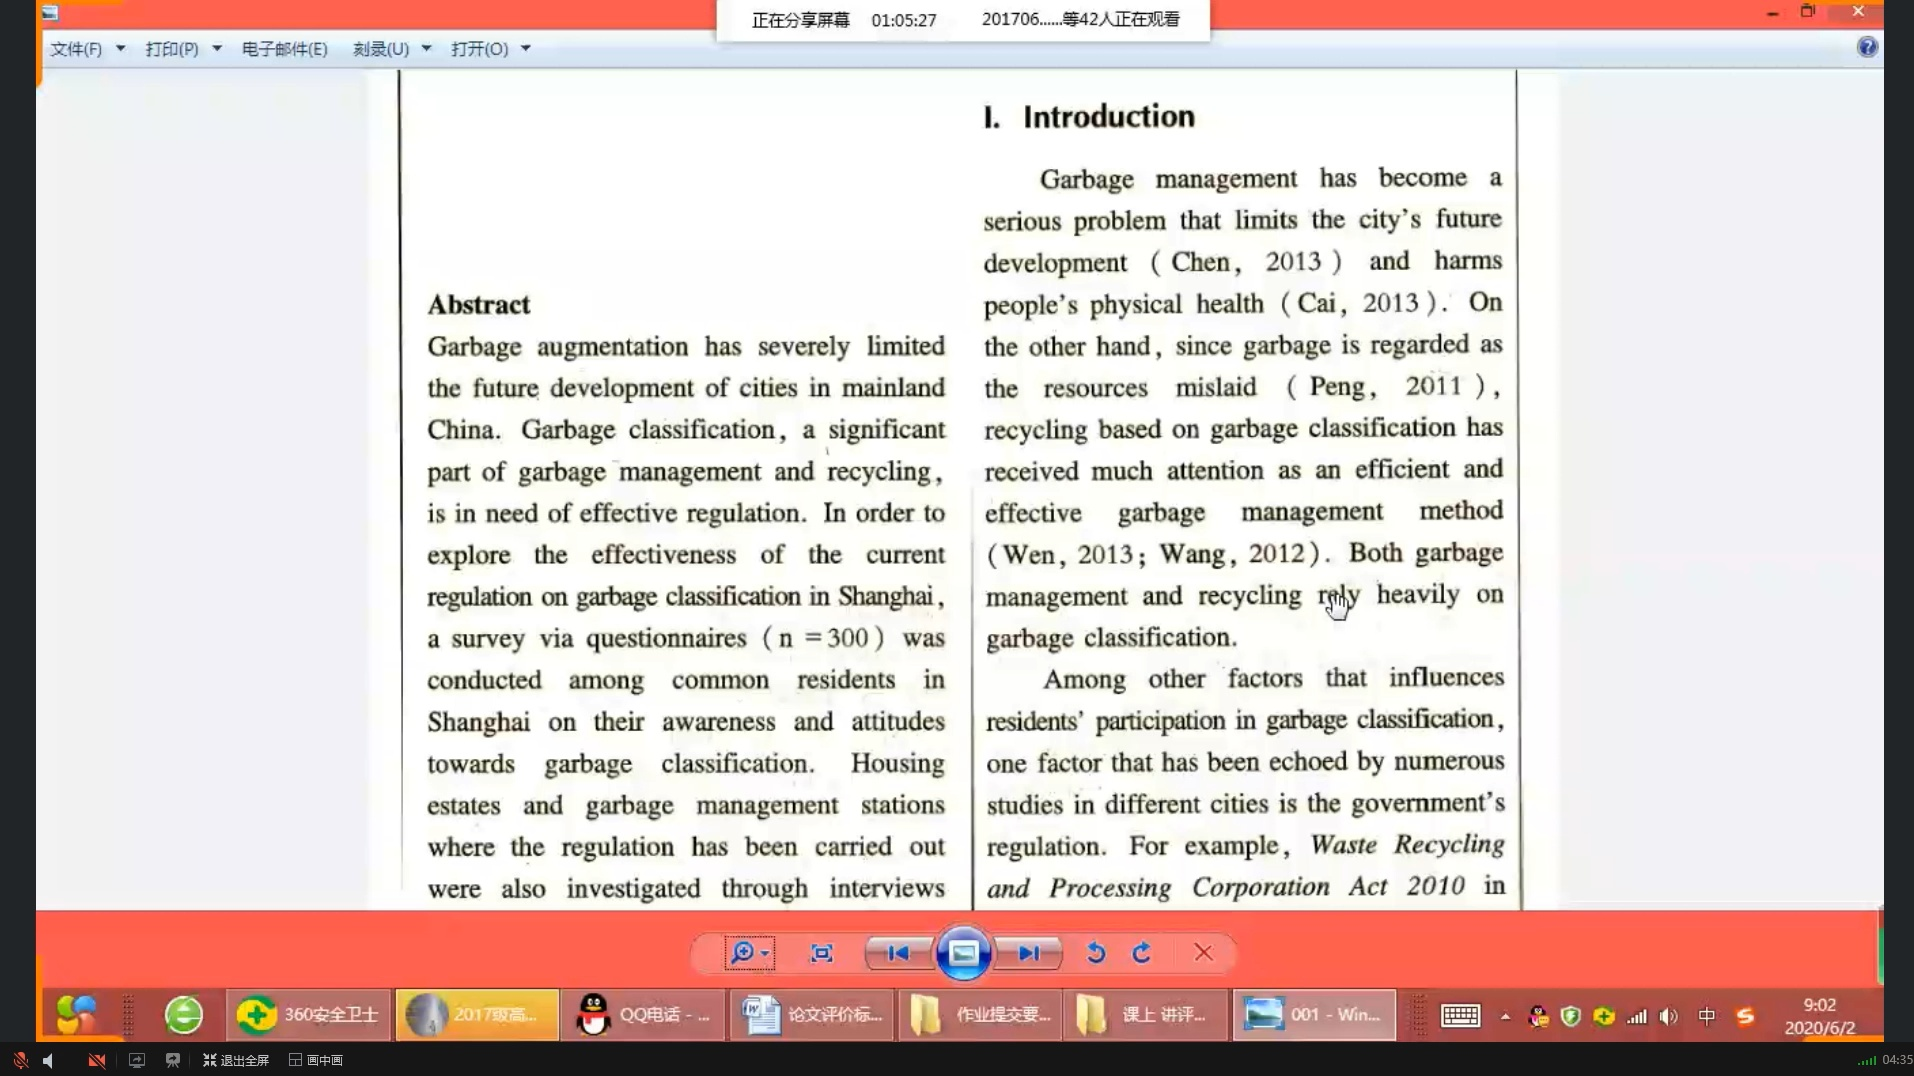 正在分享屏幕 01:05:27 201706......等42人正在观看
文件(F) 打印(P) 电子邮件(E) 刻录(U) 打开(O)
Abstract
Garbage augmentation has severely limited
the future development of cities in mainland
China. Garbage classification, a significant
part of garbage management and recycling,
is in need of effective regulation. In order to
explore the effectiveness of the current
regulation on garbage classification in Shanghai,
a survey via questionnaires (n =300) was
conducted among common residents in
Shanghai on their awareness and attitudes
towards garbage classification. Housing
estates and garbage management stations
where the regulation has been carried out
were also investigated through interviews
I. Introduction
Garbage management has become a
serious problem that limits the city's future
development (Chen, 2013) and harms
people's physical health (Cai, 2013). On
the other hand, since garbage is regarded as
the resources mislaid (Peng, 2011),
recycling based on garbage classification has
received much attention as an efficient and
effective garbage management method
(Wen, 2013; Wang, 2012). Both garbage
management and recycling rely heavily on
garbage classification.
Among other factors that influences
residents' participation in garbage classification,
one factor that has been echoed by numerous
studies in different cities is the government's
regulation. For example, Waste Recycling
and Processing Corporation Act 2010 in
360安全卫士 2017级高... QQ电话 - ... 论文评价标... 作业提交要... 课上 讲评... 001 - Win... 中 9:02
2020/6/2
退出全屏 画中画 04:35